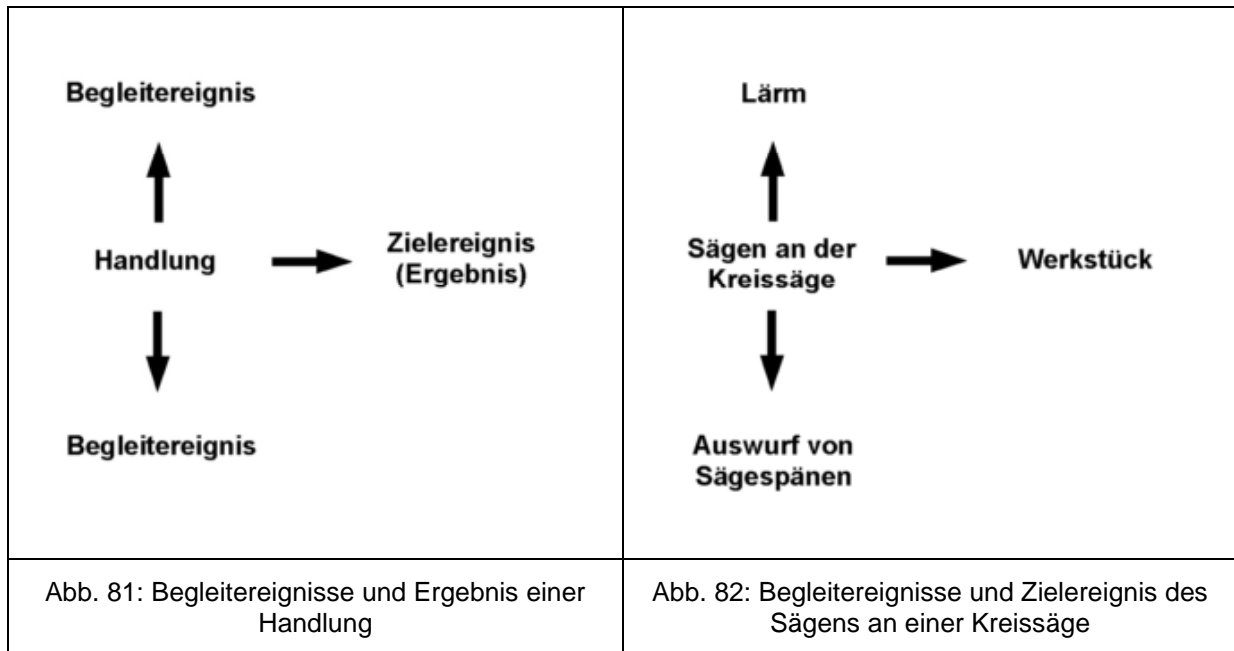 Begleitereignis
Handlung
Zielereignis
(Ergebnis)
Begleitereignis
Abb. 81: Begleitereignisse und Ergebnis einer
Handlung
Lärm
Sägen an der
Kreissäge
Werkstück
Auswurf von
Sägespänen
Abb. 82: Begleitereignisse und Zielereignis des
Sägens an einer Kreissäge